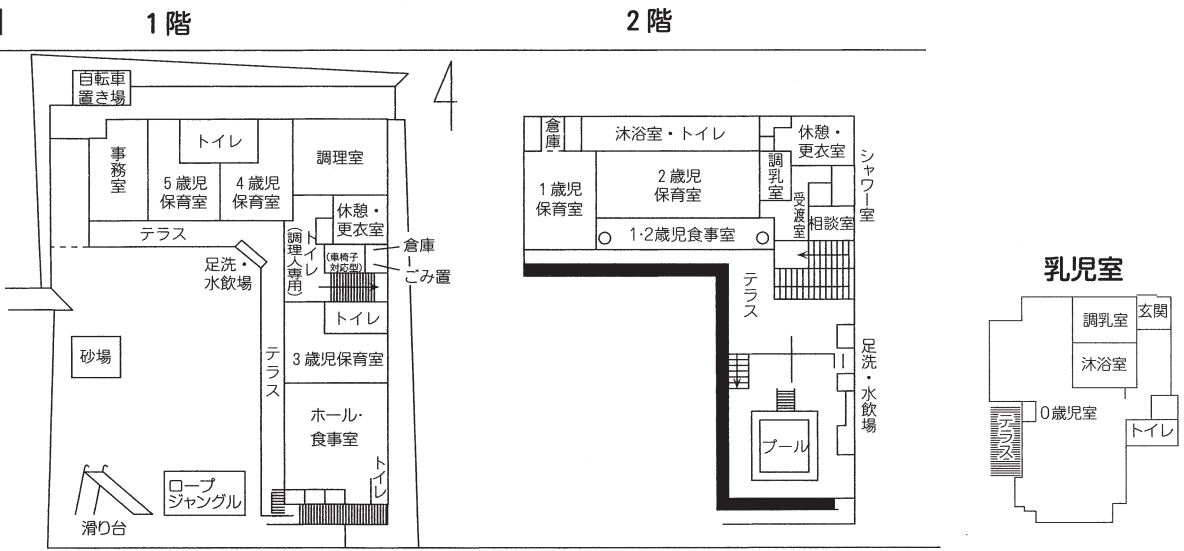 1階
自転車
置き場
事
務
室
トイレ
5歳児
保育室
4歳児
保育室
調理室
テラス
休憩・
更衣室
トイレ
(調理人専用)
(車椅子
対応型)
倉庫
ごみ置
足洗・
水飲場
トイレ
3歳児保育室
テラス
砂場
ホール・
食事室
トイレ
ロープ
ジャングル
滑り台
2階
倉庫
沐浴室・トイレ
休憩・
更衣室
シャワー室
1歳児
保育室
2歳児
保育室
調乳室
受渡室
相談室
1・2歳児食事室
テラス
足洗・水飲場
プール
乳児室
調乳室
玄関
沐浴室
0歳児室
テラス
トイレ